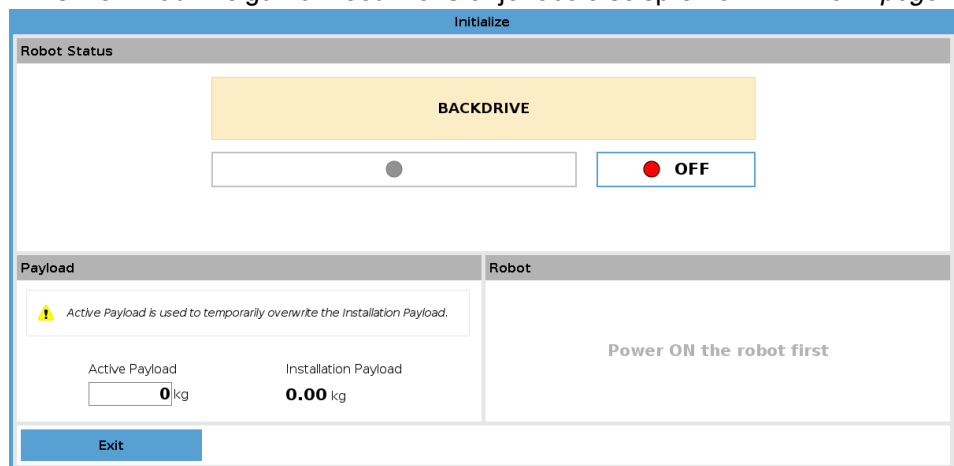 Initialize
Robot Status
BACKDRIVE
OFF
Payload
Robot
Active Payload is used to temporarily overwrite the Installation Payload.
Power ON the robot first
Active Payload
Installation Payload
0 kg
0.00 kg
Exit